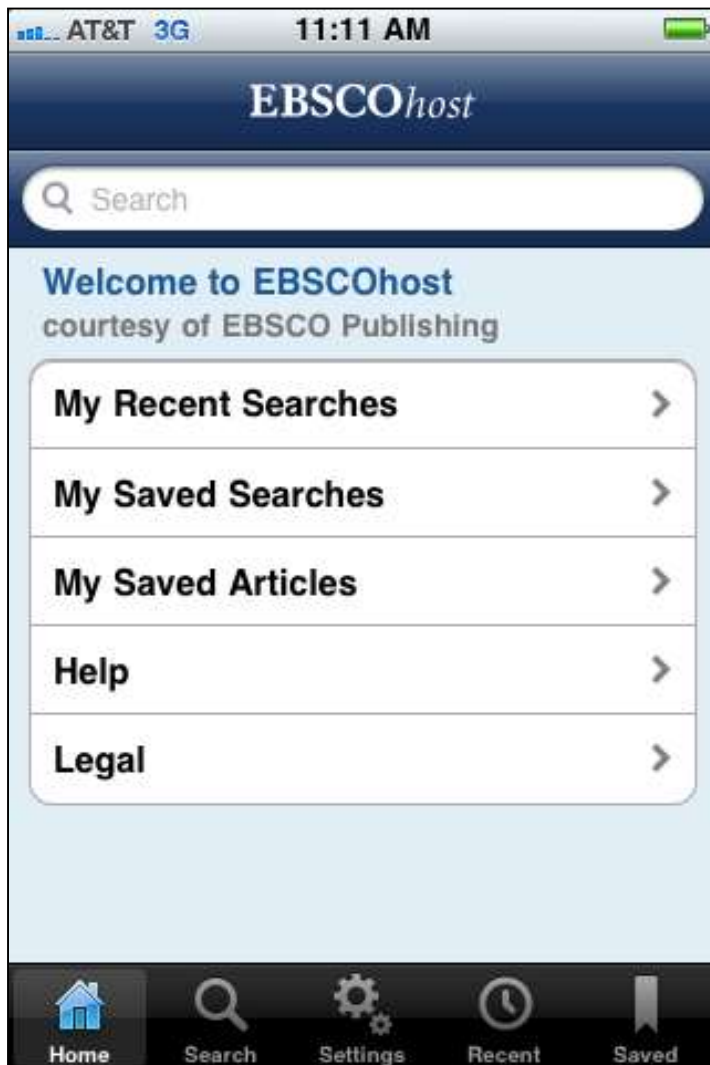 AT&T 3G 11:11 AM
EBSCOhost
Search
Welcome to EBSCOhost
courtesy of EBSCO Publishing
My Recent Searches
My Saved Searches
My Saved Articles
Help
Legal
Home Search Settings Recent Saved